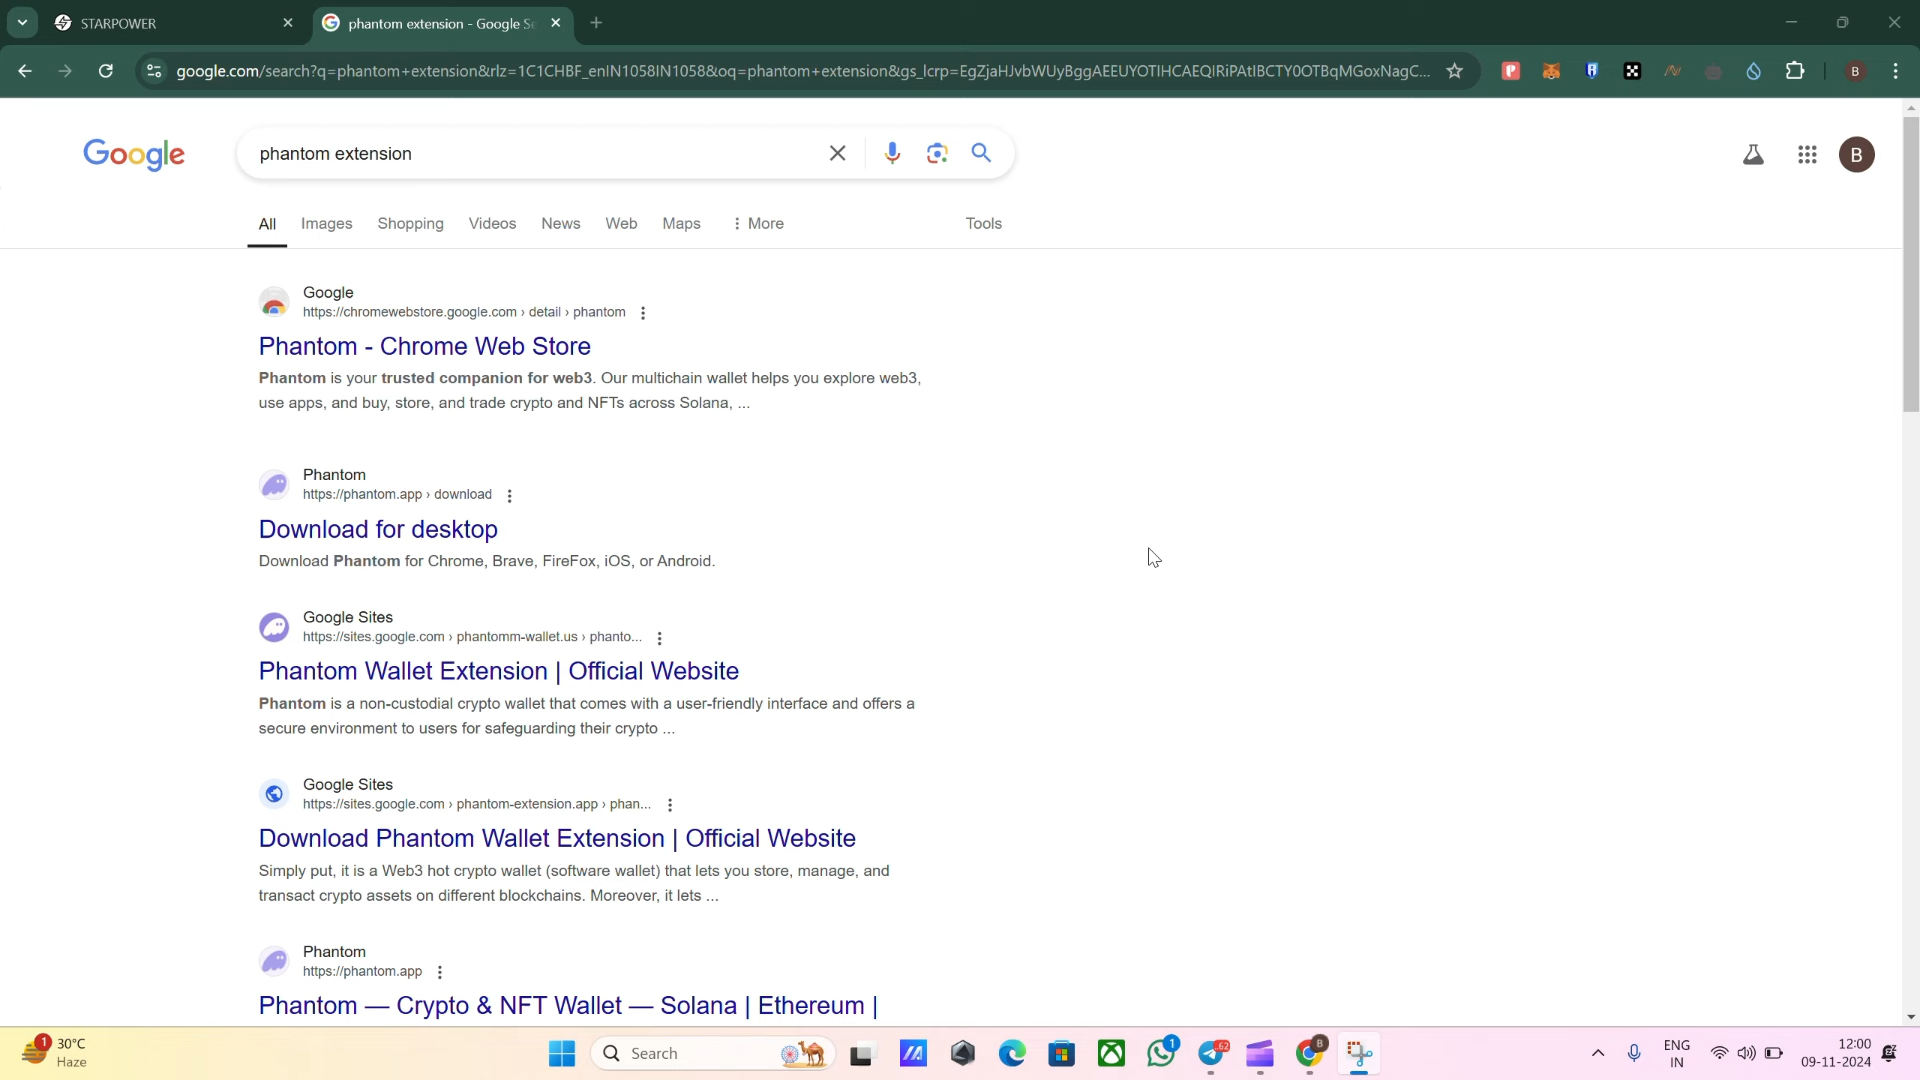 STARPOWER
phantom extension - Google Se
google.com/search?q=phantom+extension&rlz=1C1CHBF_enIN1058IN1058&oq=phantom+extension&gs_lcrp=EgZjaHJvbWUyBggAEEUYOTIHCAEQIRiPAtIBCTY0OTBqMGoxNagC...
B
Google
phantom extension
B
All Images Shopping Videos News Web Maps More Tools
Google
https://chromewebstore.google.com › detail › phantom
Phantom - Chrome Web Store
Phantom is your trusted companion for web3. Our multichain wallet helps you explore web3,
use apps, and buy, store, and trade crypto and NFTs across Solana, ...
Phantom
https://phantom.app › download
Download for desktop
Download Phantom for Chrome, Brave, FireFox, iOS, or Android.
Google Sites
https://sites.google.com › phantomm-wallet.us › phanto...
Phantom Wallet Extension | Official Website
Phantom is a non-custodial crypto wallet that comes with a user-friendly interface and offers a
secure environment to users for safeguarding their crypto ...
Google Sites
https://sites.google.com › phantom-extension.app › phan...
Download Phantom Wallet Extension | Official Website
Simply put, it is a Web3 hot crypto wallet (software wallet) that lets you store, manage, and
transact crypto assets on different blockchains. Moreover, it lets ...
Phantom
https://phantom.app
Phantom — Crypto & NFT Wallet — Solana | Ethereum |
1
30°C
Haze
Search
1
62
B
ENG
IN
12:00
09-11-2024